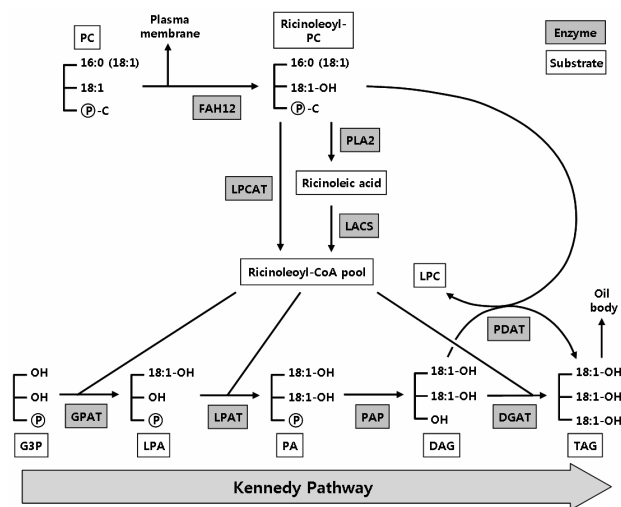 PC
Plasma
membrane
Ricinoleoyl-
PC
Enzyme
Substrate
16:0 (18:1)
18:1
P-C
FAH12
16:0 (18:1)
18:1-OH
P-C
PLA2
LPCAT
Ricinoleic acid
LACS
Ricinoleoyl-CoA pool
LPC
PDAT
Oil
body
OH
OH
P
G3P
GPAT
18:1-OH
OH
P
LPA
LPAT
18:1-OH
18:1-OH
P
PA
PAP
18:1-OH
18:1-OH
OH
DAG
DGAT
18:1-OH
18:1-OH
18:1-OH
TAG
Kennedy Pathway